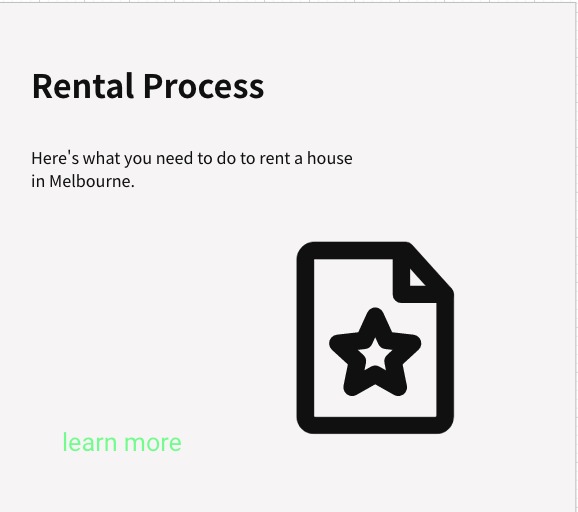 Rental Process
Here's what you need to do to rent a house
in Melbourne.
learn more